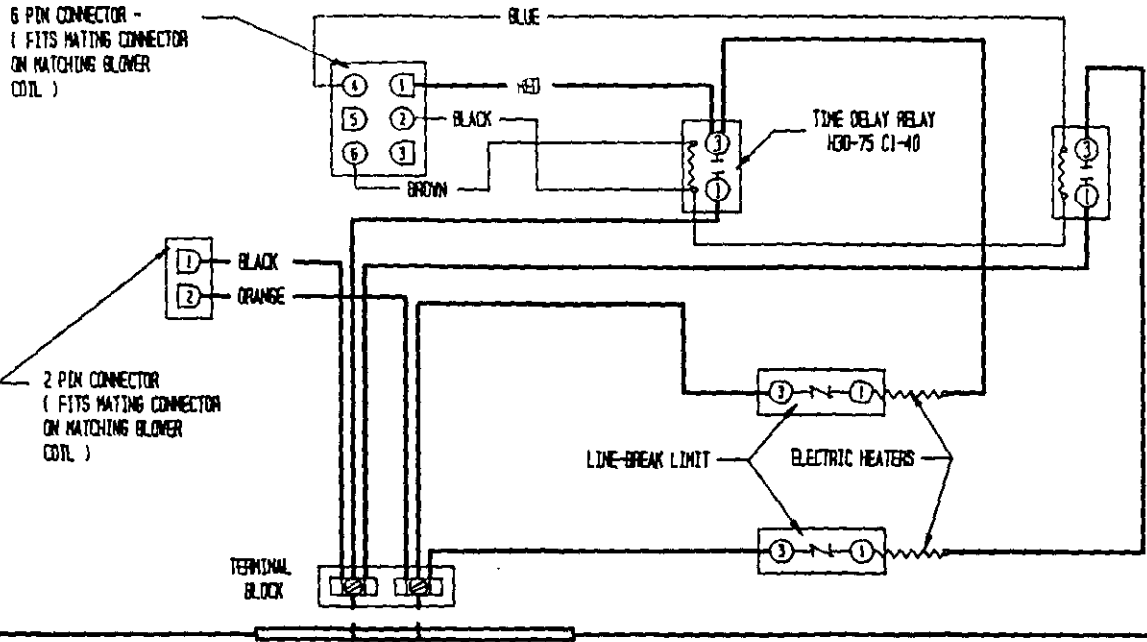 6 PIN CONNECTOR -
( FITS MATING CONNECTOR
ON MATCHING BLOWER
COIL )
BLUE
4 1
RED
5 2
BLACK
6 3
BROWN
3
1
TIME DELAY RELAY
H30-75 C1-40
3
1
1
BLACK
2
ORANGE
2 PIN CONNECTOR
( FITS MATING CONNECTOR
ON MATCHING BLOWER
COIL )
3 1
LINE-BREAK LIMIT
ELECTRIC HEATERS
3 1
TERMINAL
BLOCK